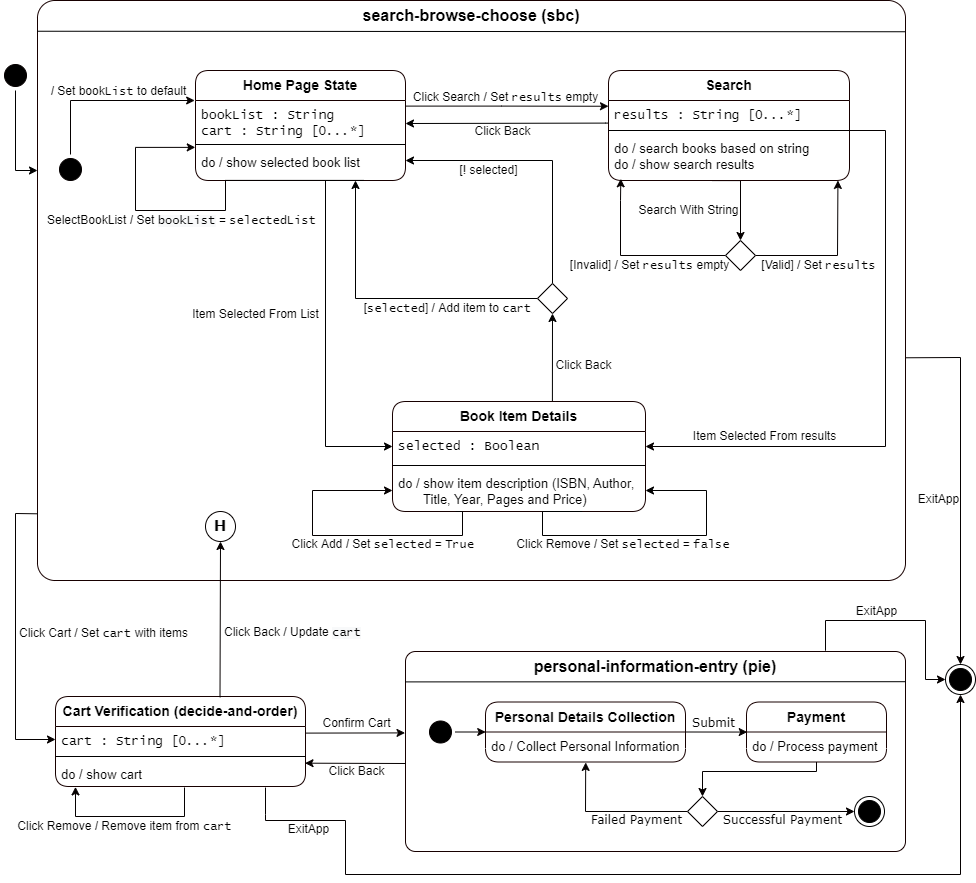 search-browse-choose (sbc)
/ Set bookList to default
Home Page State
bookList : String
cart : String [0...*]
do / show selected book list
SelectBookList / Set bookList = selectedList
Click Search / Set results empty
Click Back
Search
results : String [0...*]
do / search books based on string
do / show search results
[! selected]
Search With String
[Invalid] / Set results empty
[Valid] / Set results
[selected] / Add item to cart
Item Selected From List
Click Back
Book Item Details
selected : Boolean
do / show item description (ISBN, Author,
Title, Year, Pages and Price)
Item Selected From results
Click Add / Set selected = True
Click Remove / Set selected = false
ExitApp
H
Click Cart / Set cart with items
Click Back / Update cart
ExitApp
personal-information-entry (pie)
Cart Verification (decide-and-order)
cart : String [0...*]
do / show cart
Click Remove / Remove item from cart
Confirm Cart
Click Back
ExitApp
Personal Details Collection
do / Collect Personal Information
Submit
Payment
do / Process payment
Failed Payment
Successful Payment